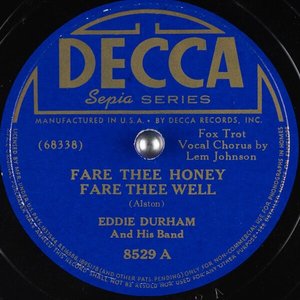 DECCA
Sepia SERIES
MANUFACTURED IN U.S.A. • BY DECCA RECORDS, INC.
(68338)
Fox Trot
Vocal Chorus by
Lem Johnson
FARE THEE HONEY
FARE THEE WELL
(Alston)
EDDIE DURHAM
And His Band
8529 A